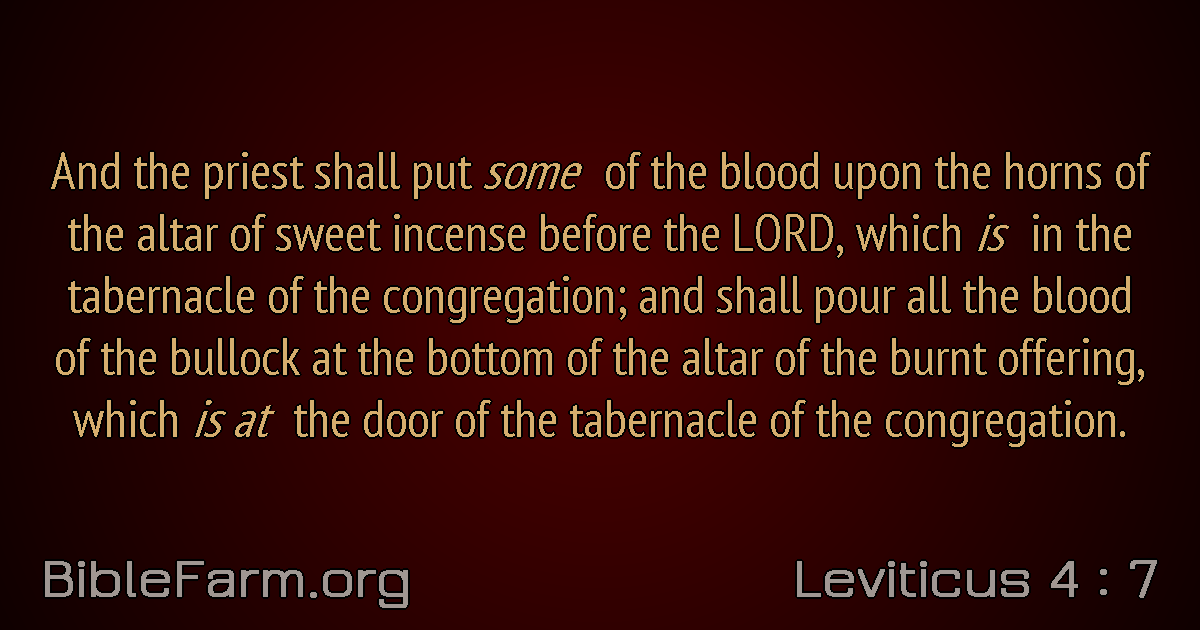 And the priest shall put some of the blood upon the horns of
the altar of sweet incense before the LORD, which is in the
tabernacle of the congregation; and shall pour all the blood
of the bullock at the bottom of the altar of the burnt offering,
which is at the door of the tabernacle of the congregation.
BibleFarm.org
Leviticus 4 : 7